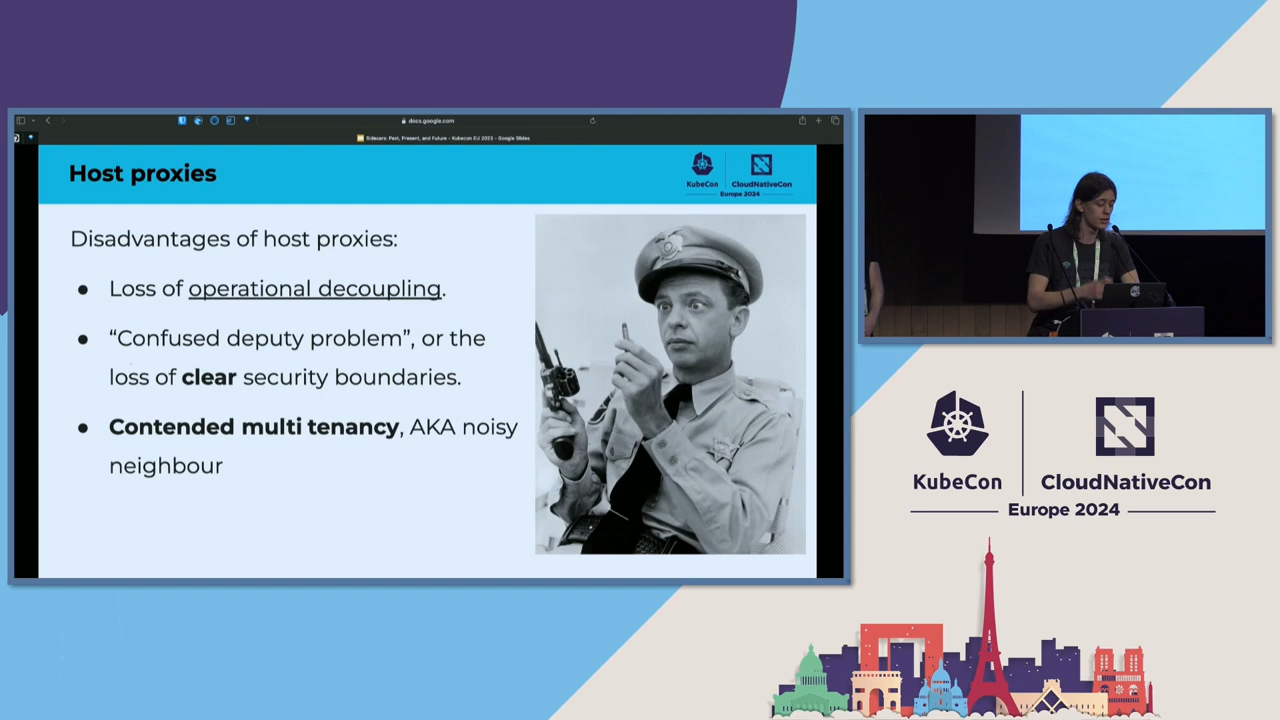 docs.google.com
Sidecars: Past, Present, and Future - Kubecon EU 2023 - Google Slides
Host proxies
KubeCon
CloudNativeCon
Europe 2024
Disadvantages of host proxies:
● Loss of operational decoupling.
● “Confused deputy problem”, or the
loss of clear security boundaries.
● Contended multi tenancy, AKA noisy
neighbour
KubeCon
CloudNativeCon
Europe 2024